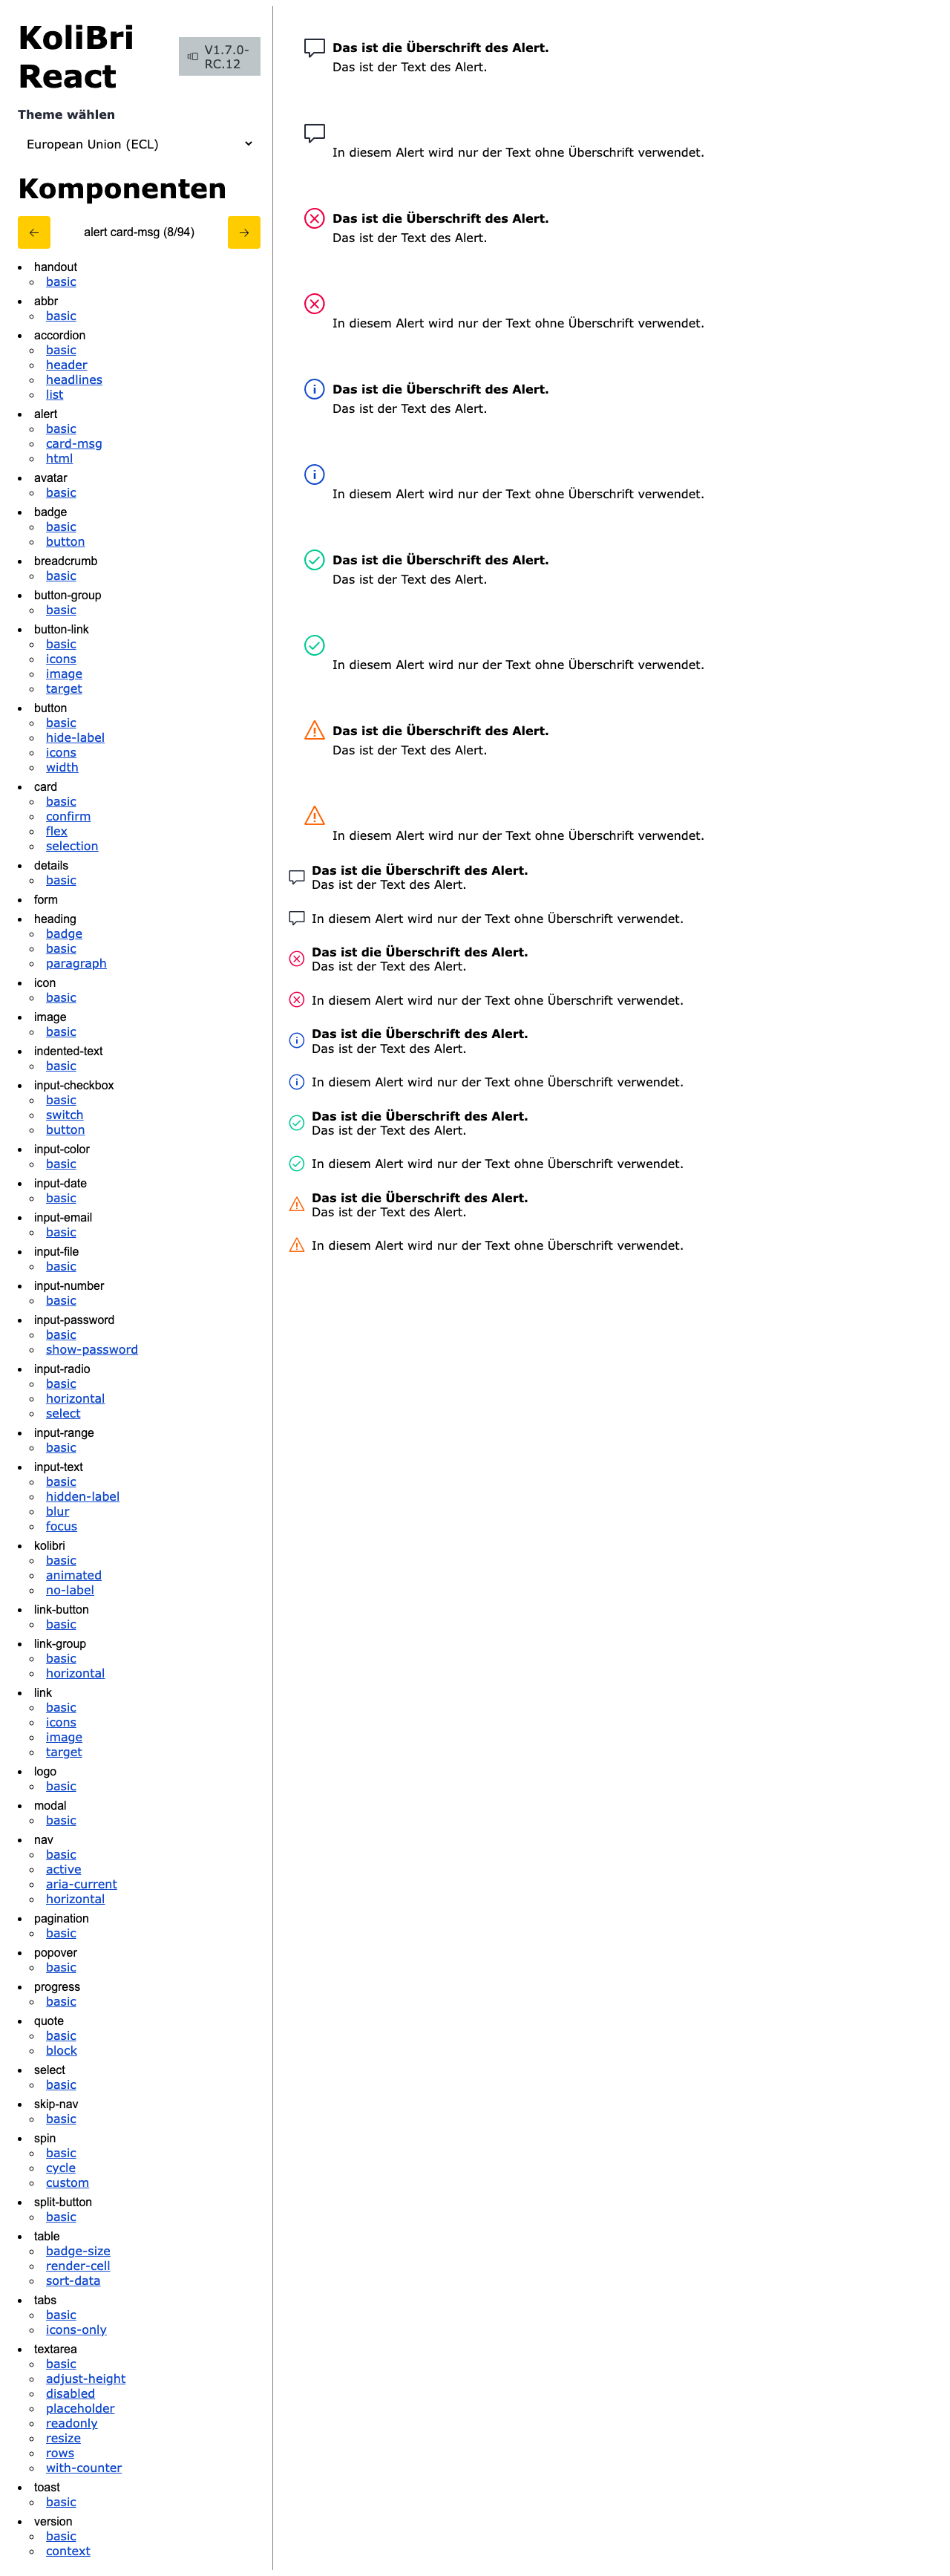 KoliBri
React
V1.7.0-
RC.12
Theme wählen
European Union (ECL)
Komponenten
←
alert card-msg (8/94)
→
handout
basic
abbr
basic
accordion
basic
header
headlines
list
alert
basic
card-msg
html
avatar
basic
badge
basic
button
breadcrumb
basic
button-group
basic
button-link
basic
icons
image
target
button
basic
hide-label
icons
width
card
basic
confirm
flex
selection
details
basic
form
heading
badge
basic
paragraph
icon
basic
image
basic
indented-text
basic
input-checkbox
basic
switch
button
input-color
basic
input-date
basic
input-email
basic
input-file
basic
input-number
basic
input-password
basic
show-password
input-radio
basic
horizontal
select
input-range
basic
input-text
basic
hidden-label
blur
focus
kolibri
basic
animated
no-label
link-button
basic
link-group
basic
horizontal
link
basic
icons
image
target
logo
basic
modal
basic
nav
basic
active
aria-current
horizontal
pagination
basic
popover
basic
progress
basic
quote
basic
block
select
basic
skip-nav
basic
spin
basic
cycle
custom
split-button
basic
table
badge-size
render-cell
sort-data
tabs
basic
icons-only
textarea
basic
adjust-height
disabled
placeholder
readonly
resize
rows
with-counter
toast
basic
version
basic
context
Das ist die Überschrift des Alert.
Das ist der Text des Alert.
In diesem Alert wird nur der Text ohne Überschrift verwendet.
Das ist die Überschrift des Alert.
Das ist der Text des Alert.
In diesem Alert wird nur der Text ohne Überschrift verwendet.
Das ist die Überschrift des Alert.
Das ist der Text des Alert.
In diesem Alert wird nur der Text ohne Überschrift verwendet.
Das ist die Überschrift des Alert.
Das ist der Text des Alert.
In diesem Alert wird nur der Text ohne Überschrift verwendet.
Das ist die Überschrift des Alert.
Das ist der Text des Alert.
In diesem Alert wird nur der Text ohne Überschrift verwendet.
Das ist die Überschrift des Alert.
Das ist der Text des Alert.
In diesem Alert wird nur der Text ohne Überschrift verwendet.
Das ist die Überschrift des Alert.
Das ist der Text des Alert.
In diesem Alert wird nur der Text ohne Überschrift verwendet.
Das ist die Überschrift des Alert.
Das ist der Text des Alert.
In diesem Alert wird nur der Text ohne Überschrift verwendet.
Das ist die Überschrift des Alert.
Das ist der Text des Alert.
In diesem Alert wird nur der Text ohne Überschrift verwendet.
Das ist die Überschrift des Alert.
Das ist der Text des Alert.
In diesem Alert wird nur der Text ohne Überschrift verwendet.